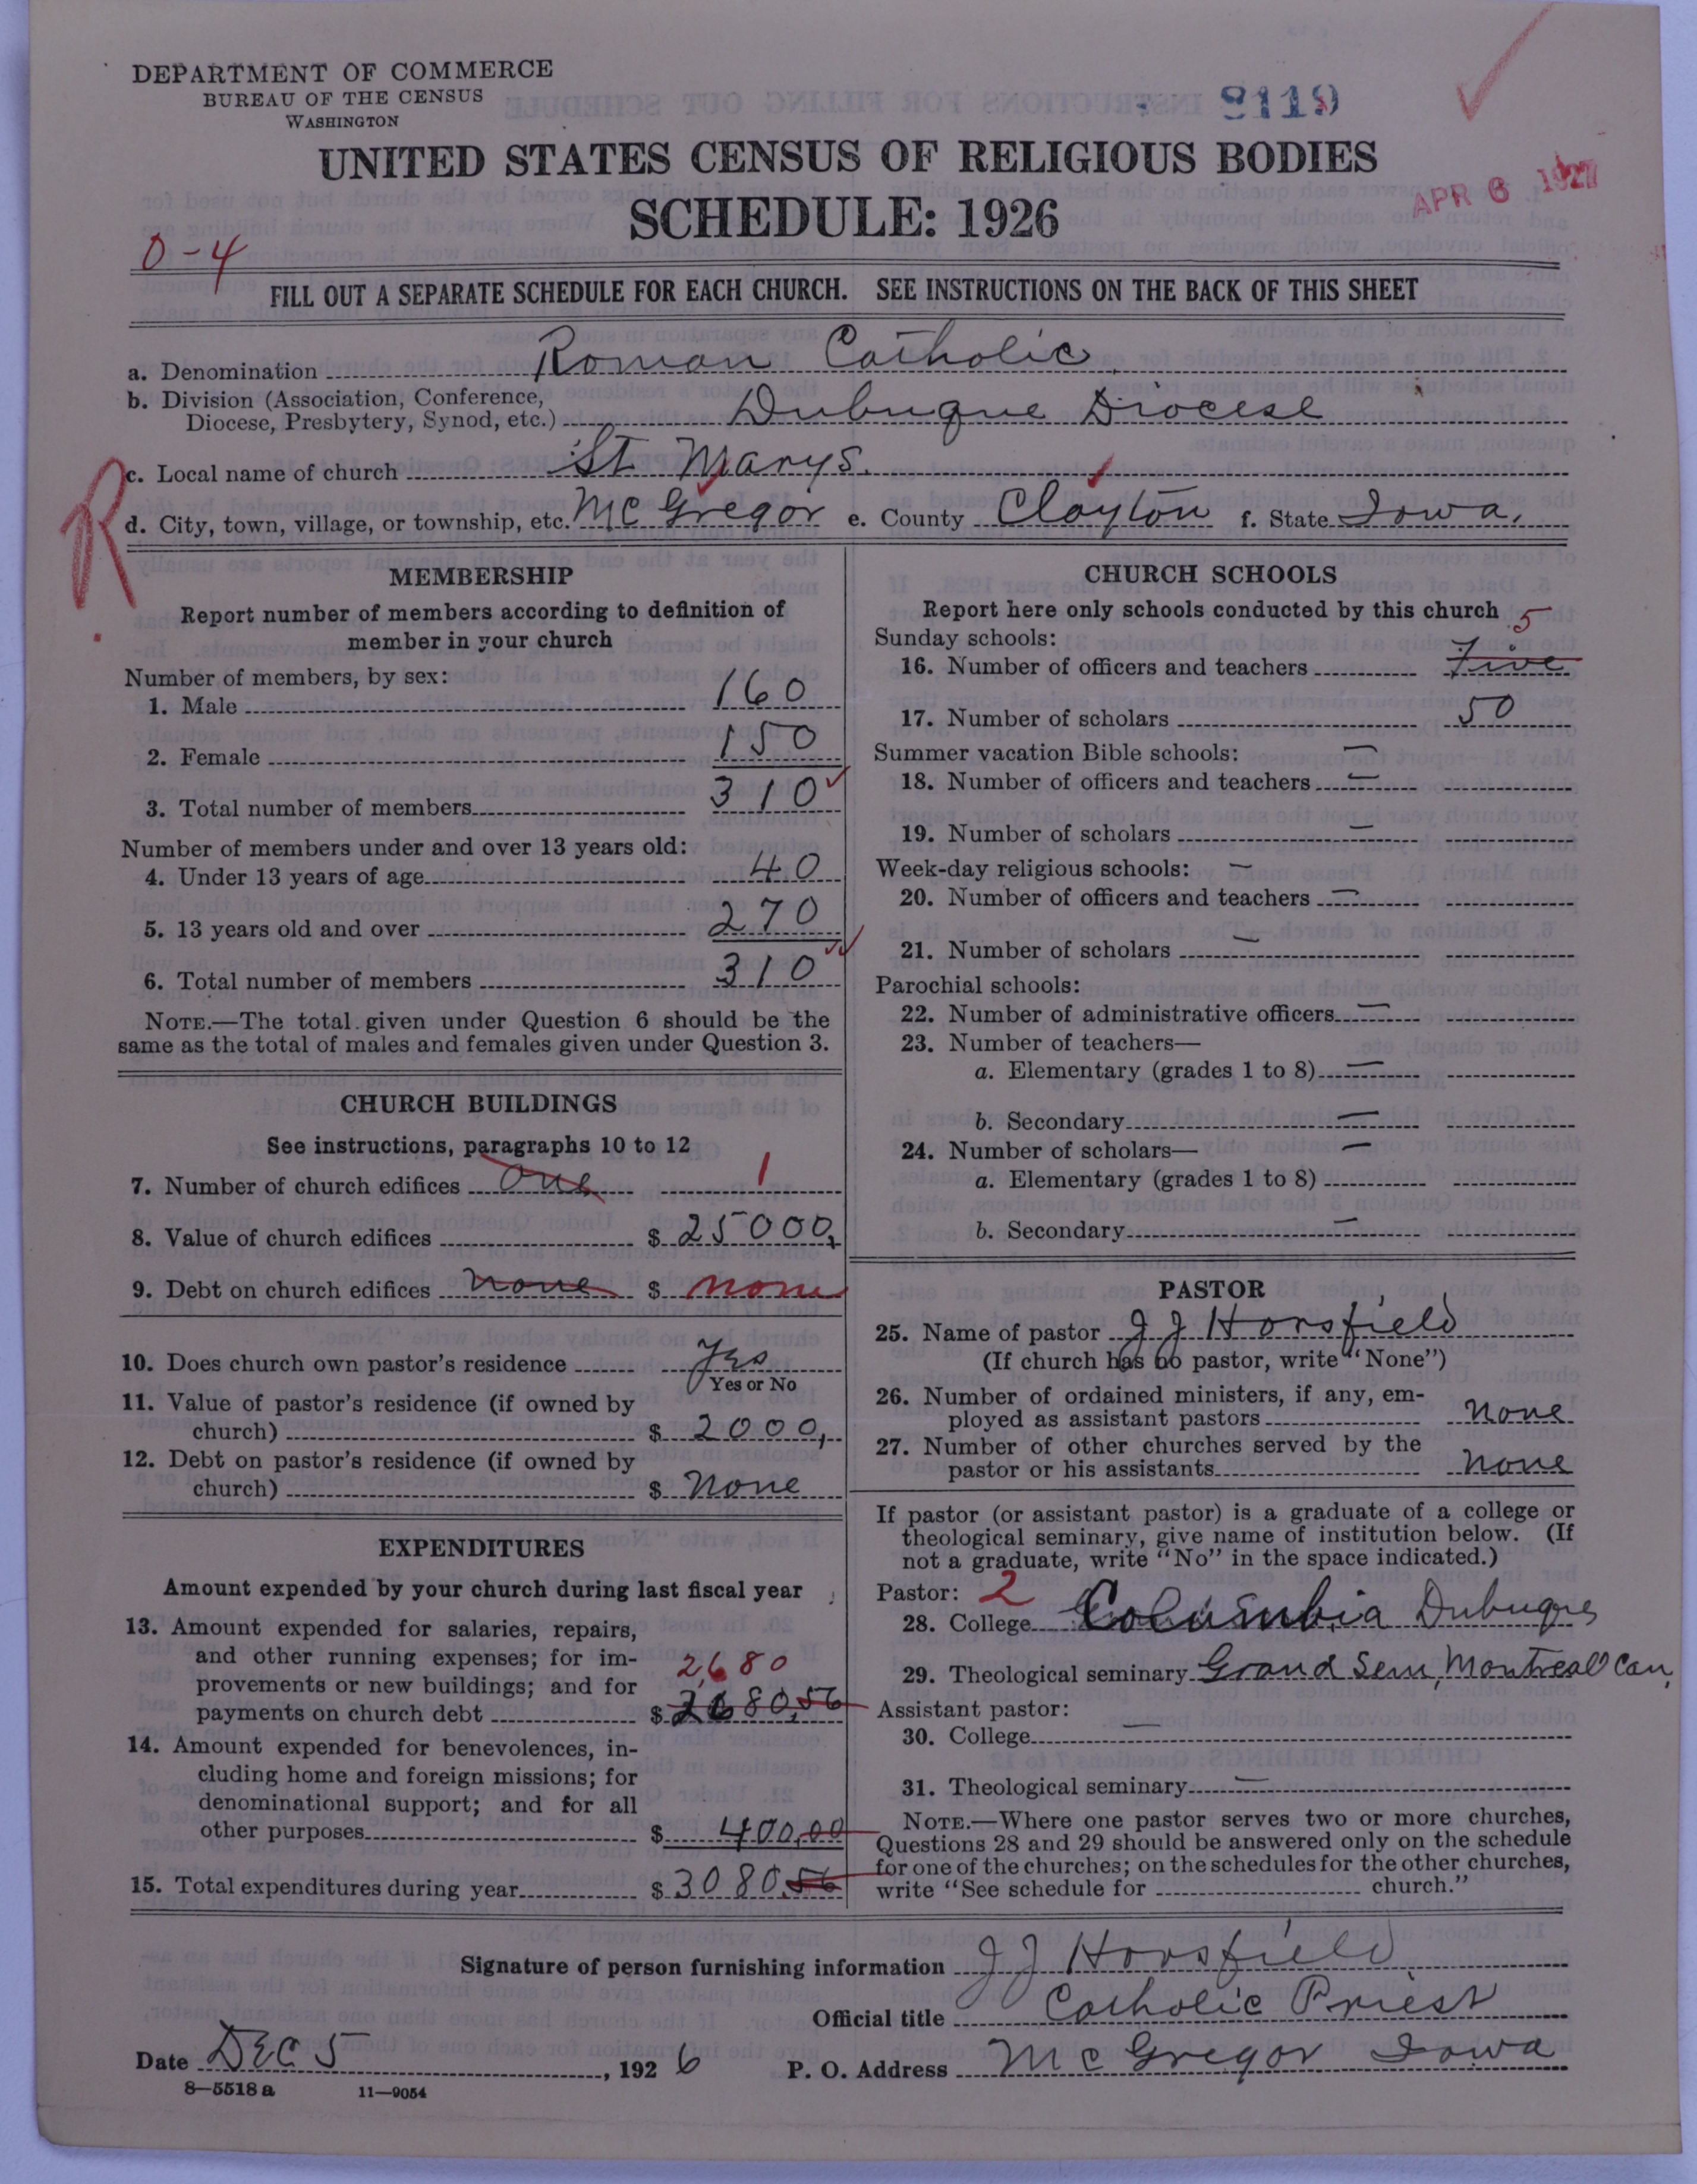 DEPARTMENT OF COMMERCE
BUREAU OF THE CENSUS
WASHINGTON
8119
UNITED STATES CENSUS OF RELIGIOUS BODIES
SCHEDULE: 1926
APR 6 1927
0-4
FILL OUT A SEPARATE SCHEDULE FOR EACH CHURCH. SEE INSTRUCTIONS ON THE BACK OF THIS SHEET
a. Denomination Roman Catholic
b. Division (Association, Conference,
Diocese, Presbytery, Synod, etc.) Dubuque Diocese
c. Local name of church St Marys.
R
d. City, town, village, or township, etc. McGregor e. County Clayton f. State Iowa.
MEMBERSHIP
Report number of members according to definition of
member in your church
Number of members, by sex:
1. Male 160
2. Female 150
3. Total number of members 310
Number of members under and over 13 years old:
4. Under 13 years of age 40
5. 13 years old and over 270
6. Total number of members 310
NOTE.—The total given under Question 6 should be the
same as the total of males and females given under Question 3.
CHURCH BUILDINGS
See instructions, paragraphs 10 to 12
7. Number of church edifices One 1
8. Value of church edifices $ 25000,
9. Debt on church edifices none $ none
10. Does church own pastor's residence Yes
Yes or No
11. Value of pastor's residence (if owned by
church) $ 2000,
12. Debt on pastor's residence (if owned by
church) $ None
EXPENDITURES
Amount expended by your church during last fiscal year
13. Amount expended for salaries, repairs,
and other running expenses; for im-
provements or new buildings; and for
2,680
payments on church debt $ 2680,56
14. Amount expended for benevolences, in-
cluding home and foreign missions; for
denominational support; and for all
other purposes $ 400,00
15. Total expenditures during year $ 3080.56
CHURCH SCHOOLS
Report here only schools conducted by this church
5
Sunday schools:
16. Number of officers and teachers Five
17. Number of scholars 50
Summer vacation Bible schools: —
18. Number of officers and teachers —
19. Number of scholars —
Week-day religious schools: —
20. Number of officers and teachers —
21. Number of scholars —
Parochial schools:
22. Number of administrative officers —
23. Number of teachers—
a. Elementary (grades 1 to 8) —
b. Secondary —
24. Number of scholars— —
a. Elementary (grades 1 to 8)
b. Secondary —
PASTOR
25. Name of pastor J J Horsfield
(If church has no pastor, write "None")
26. Number of ordained ministers, if any, em-
ployed as assistant pastors None
27. Number of other churches served by the
pastor or his assistants None
If pastor (or assistant pastor) is a graduate of a college or
theological seminary, give name of institution below. (If
not a graduate, write "No" in the space indicated.)
Pastor: 2
28. College Columbia Dubuque
29. Theological seminary Grand Sem, Montreal Can,
Assistant pastor:
30. College —
31. Theological seminary —
NOTE.—Where one pastor serves two or more churches,
Questions 28 and 29 should be answered only on the schedule
for one of the churches; on the schedules for the other churches,
write "See schedule for church."
Signature of person furnishing information J J Horsfield
Official title Catholic Priest
Date Dec 5, 1926 P. O. Address McGregor Iowa
8—5518 a 11—9054